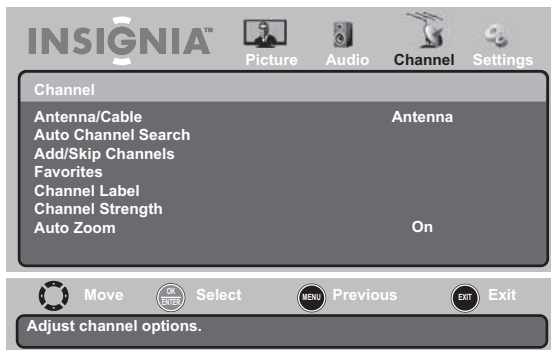 INSIGNIA™
Picture Audio Channel Settings
Channel
Antenna/Cable Antenna
Auto Channel Search
Add/Skip Channels
Favorites
Channel Label
Channel Strength
Auto Zoom On
Move OK ENTER Select MENU Previous EXIT Exit
Adjust channel options.